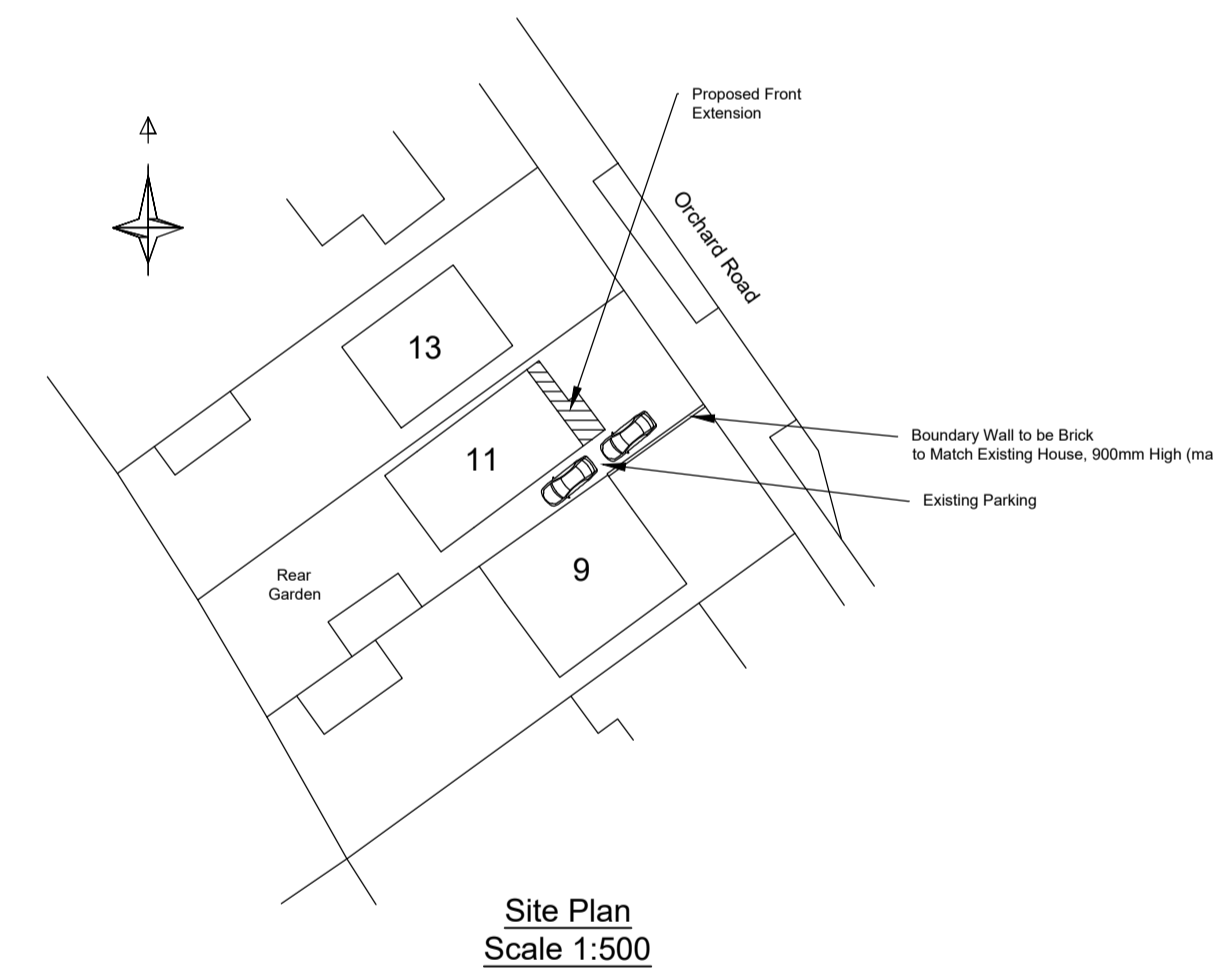 Proposed Front
Extension
Orchard Road
13
11
Boundary Wall to be Brick
to Match Existing House, 900mm High (ma
Existing Parking
9
Rear
Garden
Site Plan
Scale 1:500